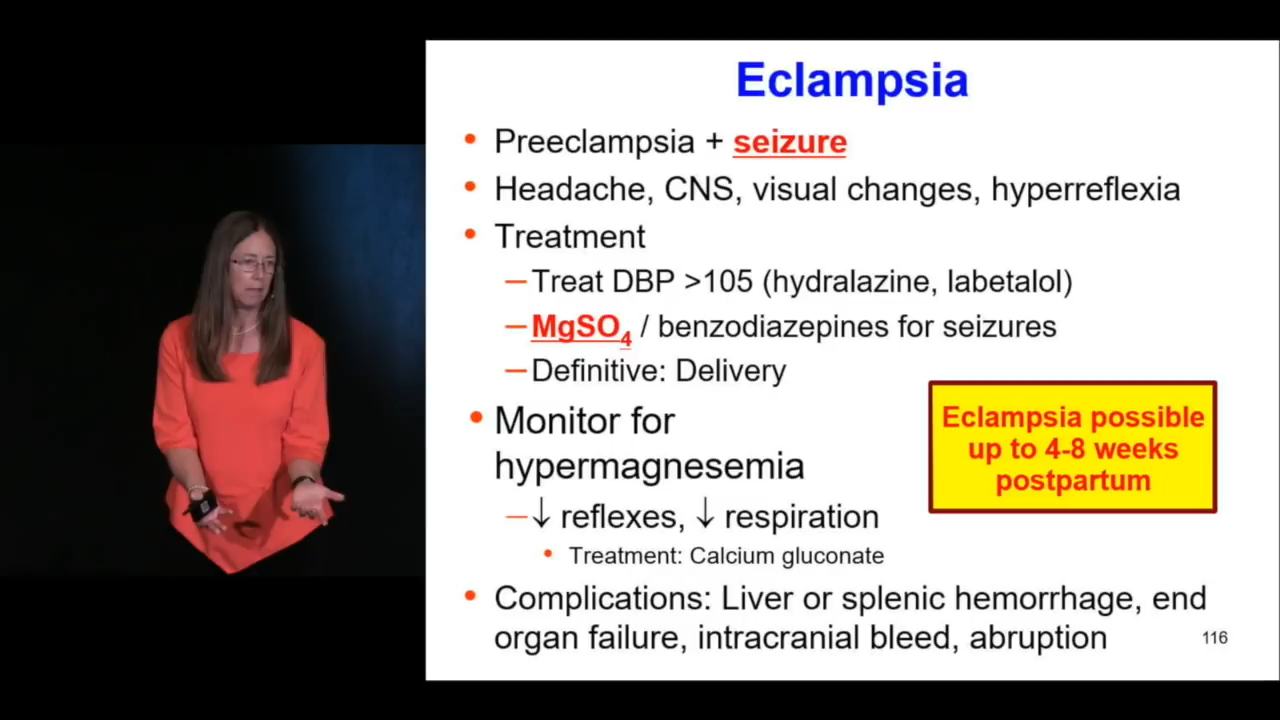 Eclampsia
• Preeclampsia + seizure
• Headache, CNS, visual changes, hyperreflexia
• Treatment
– Treat DBP >105 (hydralazine, labetalol)
– MgSO₄ / benzodiazepines for seizures
– Definitive: Delivery
• Monitor for
hypermagnesemia
– ↓ reflexes, ↓ respiration
• Treatment: Calcium gluconate
Eclampsia possible
up to 4-8 weeks
postpartum
• Complications: Liver or splenic hemorrhage, end
organ failure, intracranial bleed, abruption
116